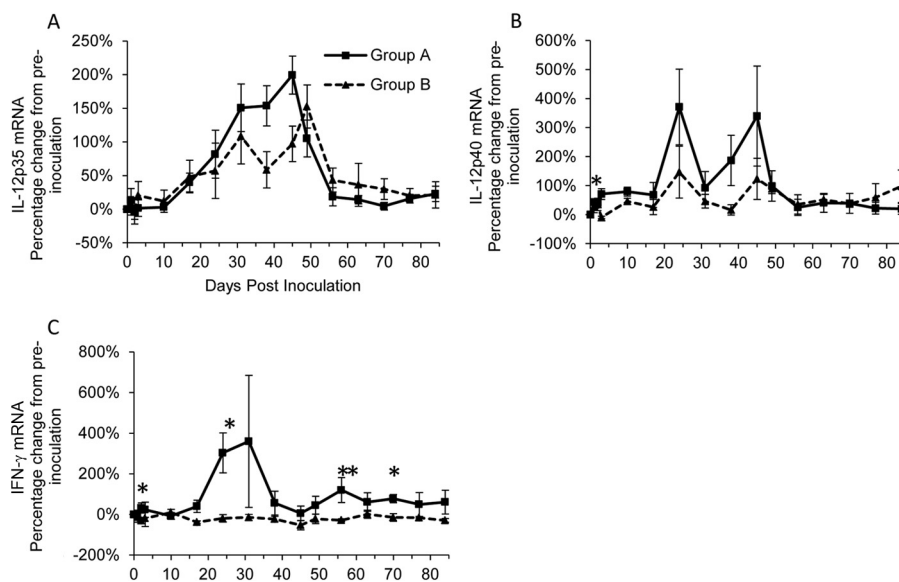 A
250%
200%
150%
100%
50%
0%
-50%
IL-12p35 mRNA
Percentage change from pre-
inoculation
Group A
Group B
0 10 20 30 40 50 60 70 80
Days Post Inoculation
B
600%
500%
400%
300%
200%
100%
0%
-100%
IL-12p40 mRNA
Percentage change from pre-
inoculation
*
0 10 20 30 40 50 60 70 80
C
800%
600%
400%
200%
0%
-200%
IFN-γ mRNA
Percentage change from pre-
inoculation
*
*
**
*
0 10 20 30 40 50 60 70 80